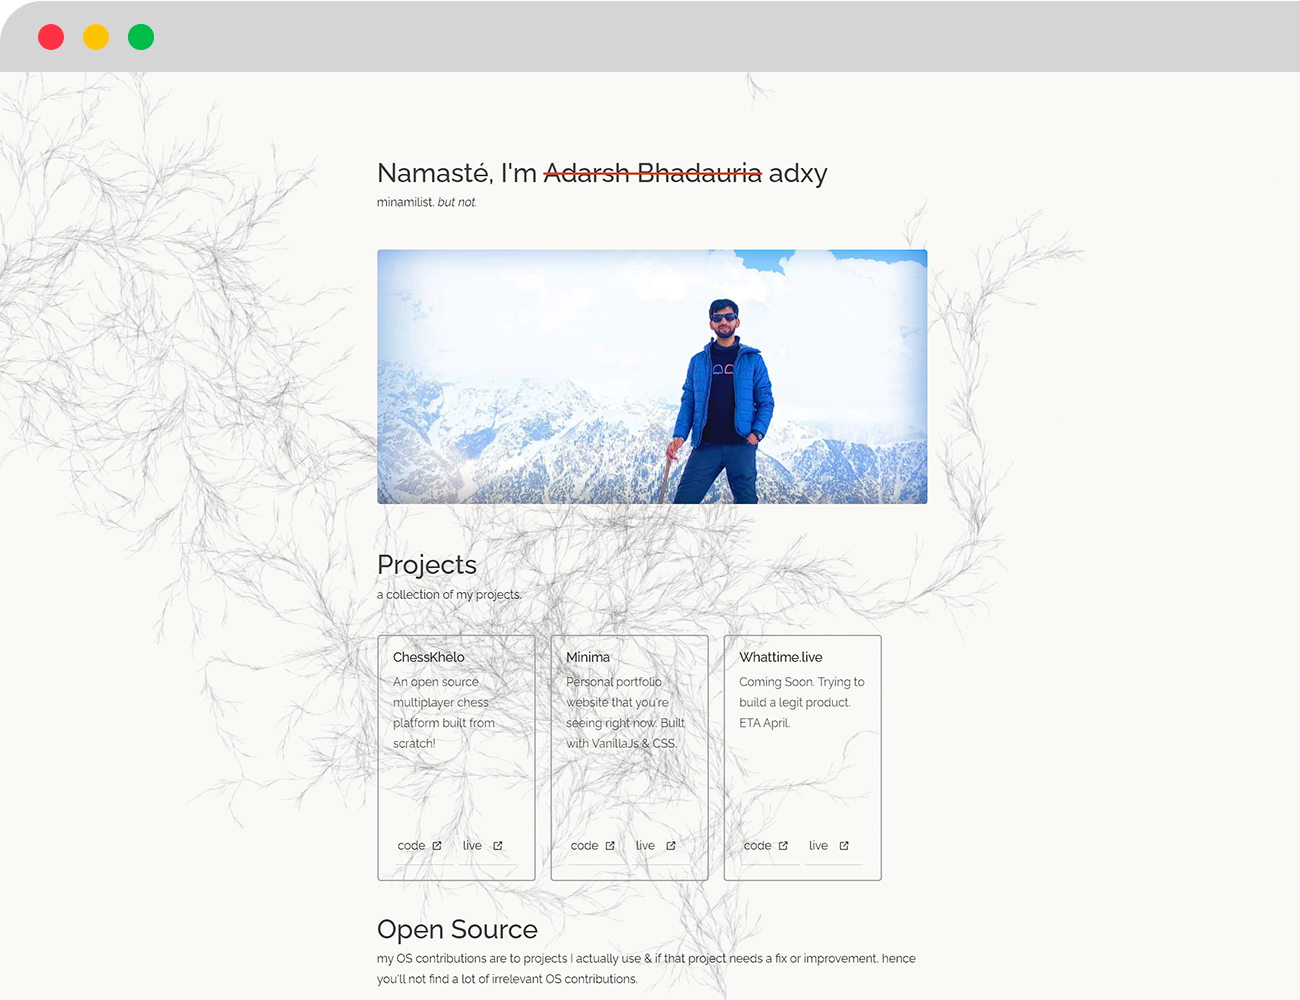 Namasté, I'm Adarsh Bhadauria adxy
minamilist. but not.
Projects
a collection of my projects.
ChessKhelo
An open source
multiplayer chess
platform built from
scratch!
code live
Minima
Personal portfolio
website that you're
seeing right now. Built
with VanillaJs & CSS.
code live
Whattime.live
Coming Soon. Trying to
build a legit product.
ETA April.
code live
Open Source
my OS contributions are to projects I actually use & if that project needs a fix or improvement. hence
you'll not find a lot of irrelevant OS contributions.